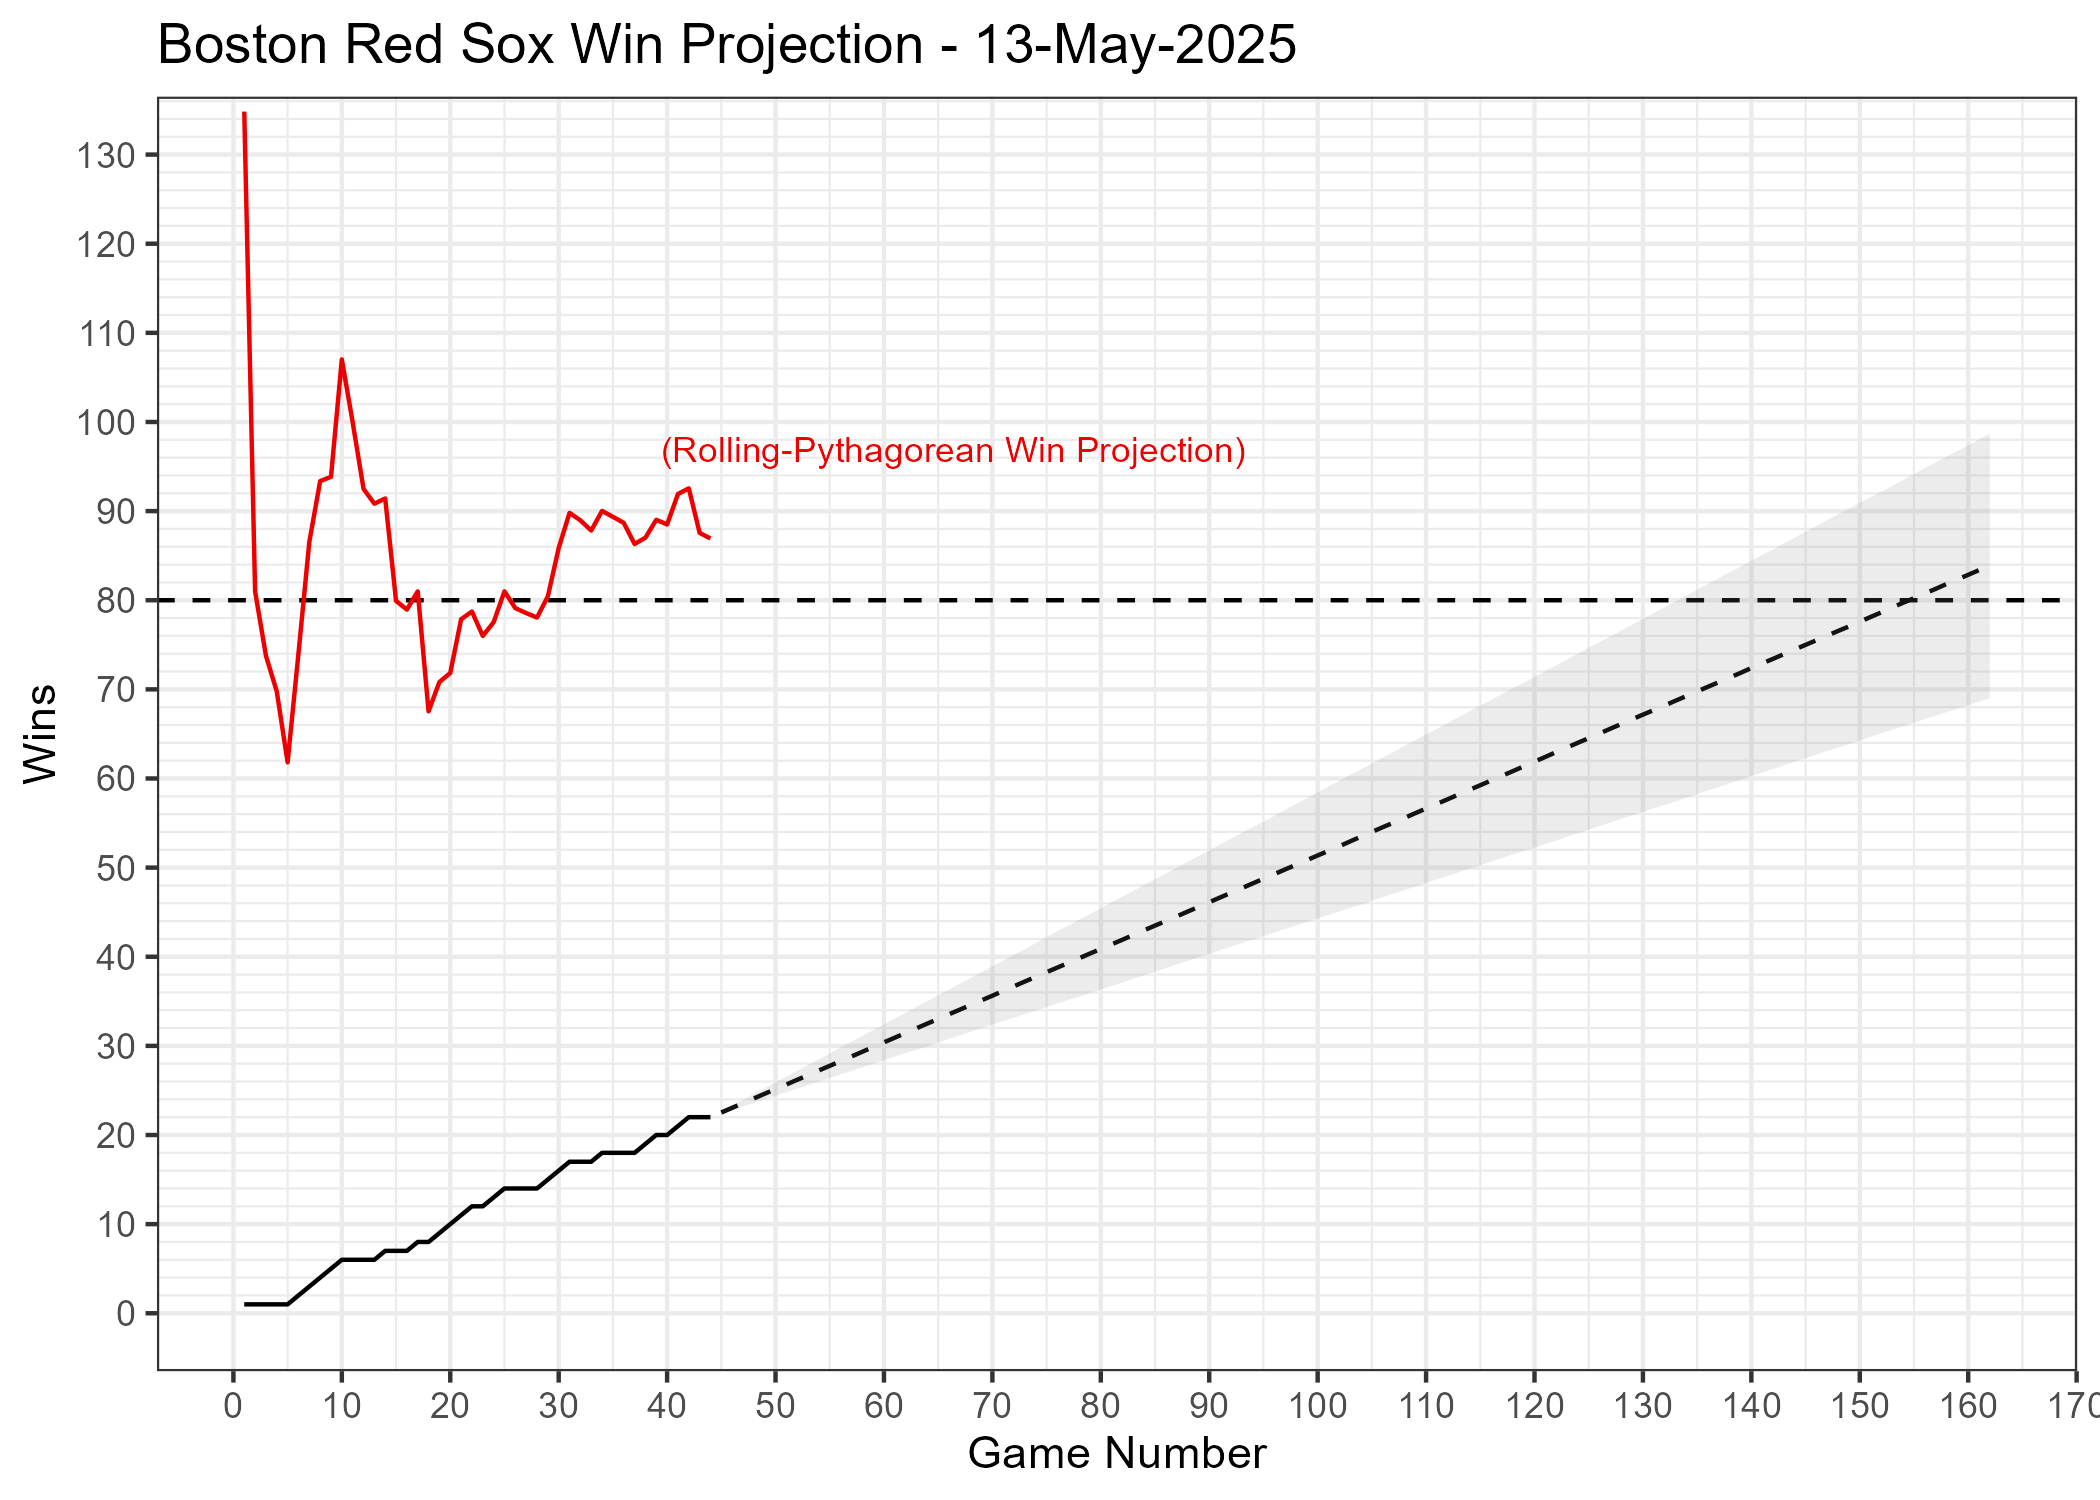 Boston Red Sox Win Projection - 13-May-2025
130
120
110
100
(Rolling-Pythagorean Win Projection)
90
80
70
60
50
40
30
20
10
0
Wins
0 10 20 30 40 50 60 70 80 90 100 110 120 130 140 150 160 170
Game Number